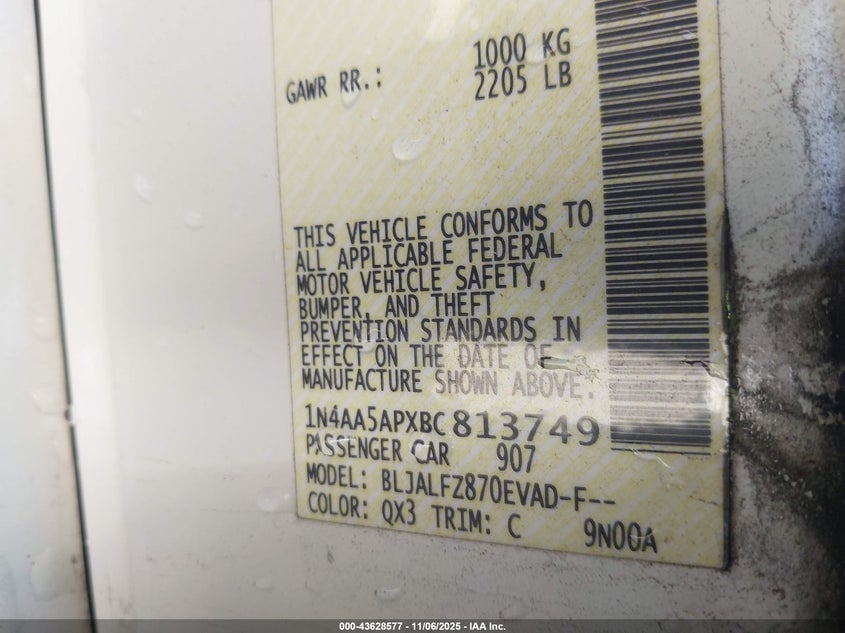 1000 KG
GAWR RR.: 2205 LB
THIS VEHICLE CONFORMS TO
ALL APPLICABLE FEDERAL
MOTOR VEHICLE SAFETY,
BUMPER, AND THEFT
PREVENTION STANDARDS IN
EFFECT ON THE DATE OF
MANUFACTURE SHOWN ABOVE.
1N4AA5APXBC813749
PASSENGER CAR 907
MODEL: BLJALFZ870EVAD-F--
COLOR: QX3 TRIM: C 9N00A
000-43628577 - 11/06/2025 - IAA Inc.